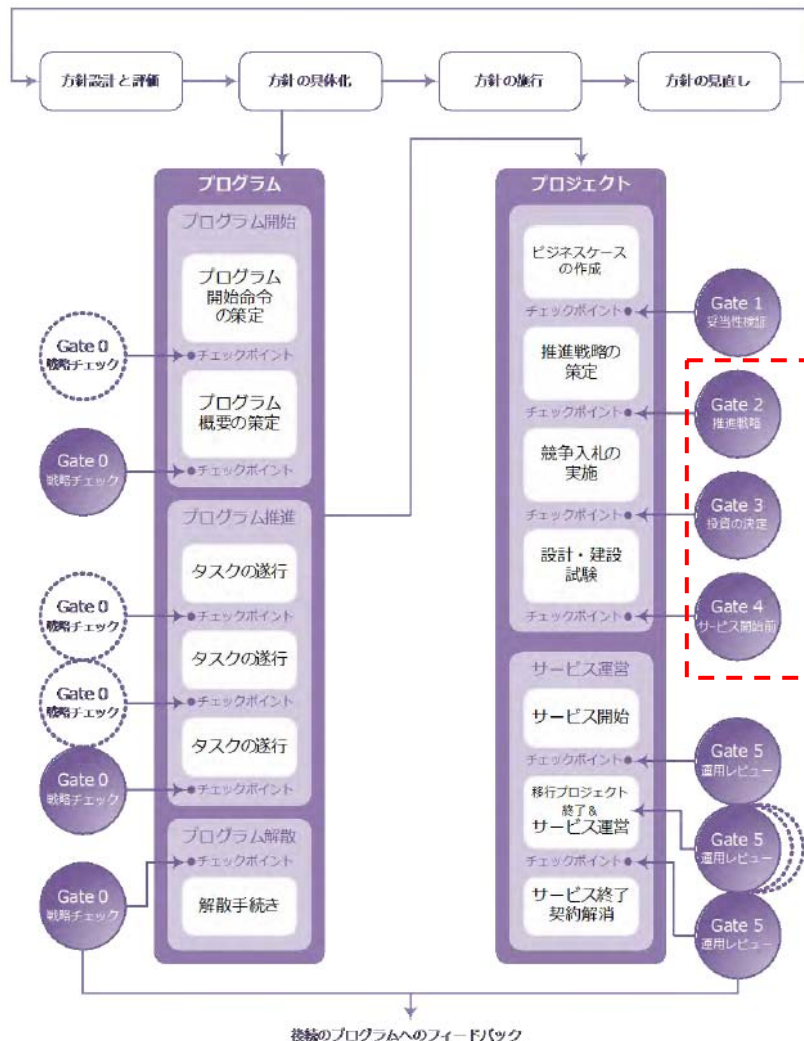 方針設計と評価
方針の具体化
方針の施行
方針の見直し
プログラム
プログラム開始
プログラム
開始命令
の策定
Gate 0
戦略チェック
チェックポイント
プログラム
概要の策定
Gate 0
戦略チェック
チェックポイント
プログラム推進
タスクの遂行
Gate 0
戦略チェック
チェックポイント
タスクの遂行
Gate 0
戦略チェック
チェックポイント
タスクの遂行
Gate 0
戦略チェック
チェックポイント
プログラム解散
チェックポイント
Gate 0
戦略チェック
解散手続き
プロジェクト
ビジネスケース
の作成
チェックポイント
Gate 1
妥当性検証
推進戦略の
策定
チェックポイント
Gate 2
推進戦略
競争入札の
実施
チェックポイント
Gate 3
投資の決定
設計・建設
試験
チェックポイント
Gate 4
サービス開始前
サービス運営
サービス開始
チェックポイント
Gate 5
運用レビュー
移行プロジェクト
終了&
サービス運営
Gate 5
運用レビュー
チェックポイント
サービス終了
契約解消
Gate 5
運用レビュー
後続のプログラムへのフィードバック